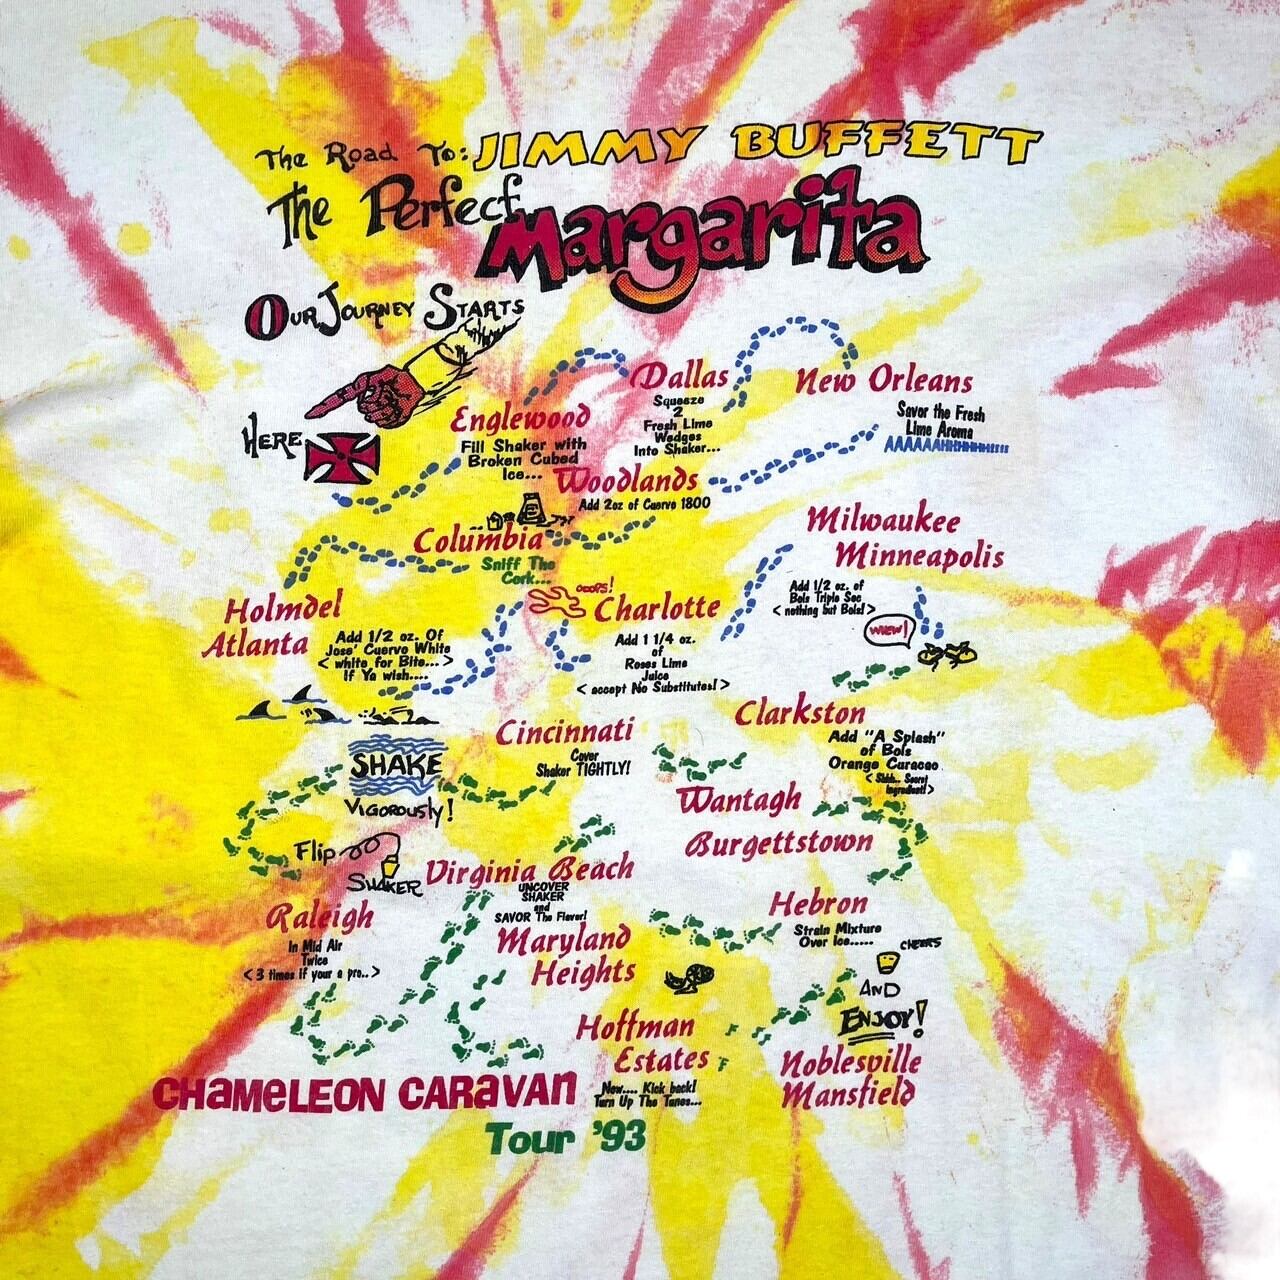 The Road To: JIMMY BUFFETT
The Perfect Margarita
Our Journey Starts
Here
Englewood
Fill Shaker with
Broken Cubed
Ice...
Dallas
Squeeze
2
Fresh Lime
Wedges
Into Shaker...
New Orleans
Savor the Fresh
Lime Aroma
AAAAAAHHHHHHH!!!!
Woodlands
Add 2oz of Cuervo 1800
Columbia
Sniff The
Cork...
Holmdel
Atlanta
Add 1/2 oz. Of
Jose' Cuervo White
< white for Bite... >
If Ya wish....
OOOPS!
Charlotte
Add 1 1/4 oz.
of
Roses Lime
Juice
< accept No Substitutes! >
Milwaukee
Minneapolis
Add 1/2 oz. of
Bols Triple Sec
< nothing but Bols! >
WHEW!
Clarkston
Add "A Splash"
of Bols
Orange Curacao
< Shhh.. Secret
Ingredient! >
Cincinnati
Cover
Shaker TIGHTLY!
SHAKE
Vigorously!
Wantagh
Burgettstown
Flip
Shaker
Virginia Beach
UNCOVER
SHAKER
and
SAVOR The Flavor!
Raleigh
In Mid Air
Twice
< 3 times if your a pro.. >
Maryland
Heights
Hebron
Strain Mixture
Over Ice.....
CHEERS
AND
ENJOY!
Hoffman
Estates
Now.... Kick back!
Turn Up The Tunes...
Noblesville
Mansfield
CHAMELEON CARAVAN
Tour '93